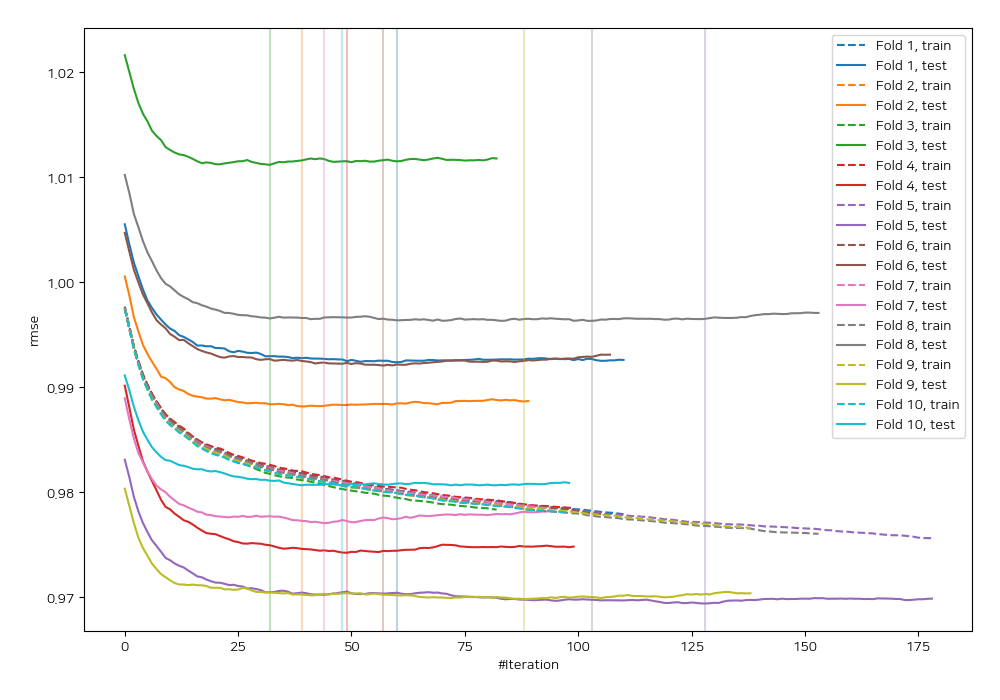 1,02
1,01
1,00
0,99
0,98
0,97
rmse
0
25
50
75
100
125
150
175
#Iteration
Fold 1, train
Fold 1, test
Fold 2, train
Fold 2, test
Fold 3, train
Fold 3, test
Fold 4, train
Fold 4, test
Fold 5, train
Fold 5, test
Fold 6, train
Fold 6, test
Fold 7, train
Fold 7, test
Fold 8, train
Fold 8, test
Fold 9, train
Fold 9, test
Fold 10, train
Fold 10, test